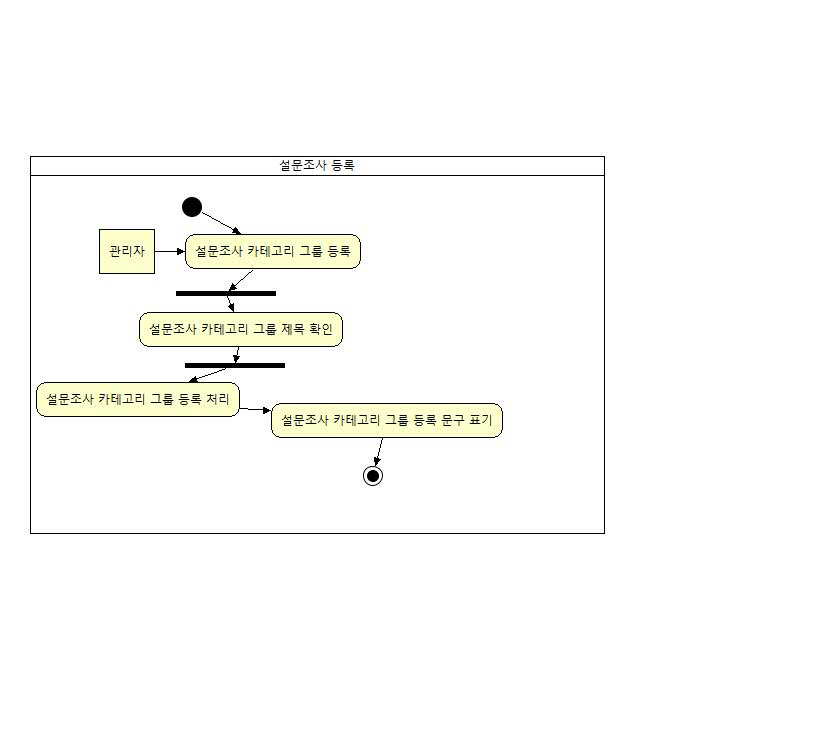 설문조사 등록
관리자
설문조사 카테고리 그룹 등록
설문조사 카테고리 그룹 제목 확인
설문조사 카테고리 그룹 등록 처리
설문조사 카테고리 그룹 등록 문구 표기